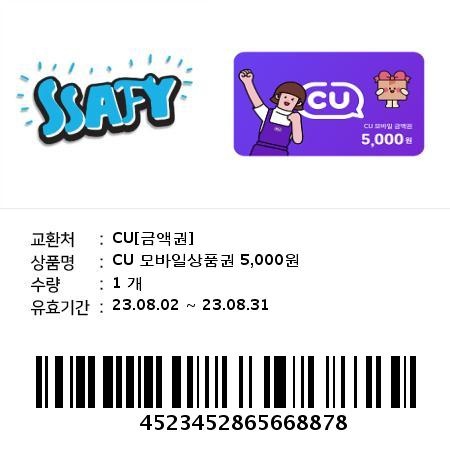 SSAFY
CU
CU 모바일 금액권
5,000원
교환처 : CU[금액권]
상품명 : CU 모바일상품권 5,000원
수량 : 1 개
유효기간 : 23.08.02 ~ 23.08.31
4523452865668878